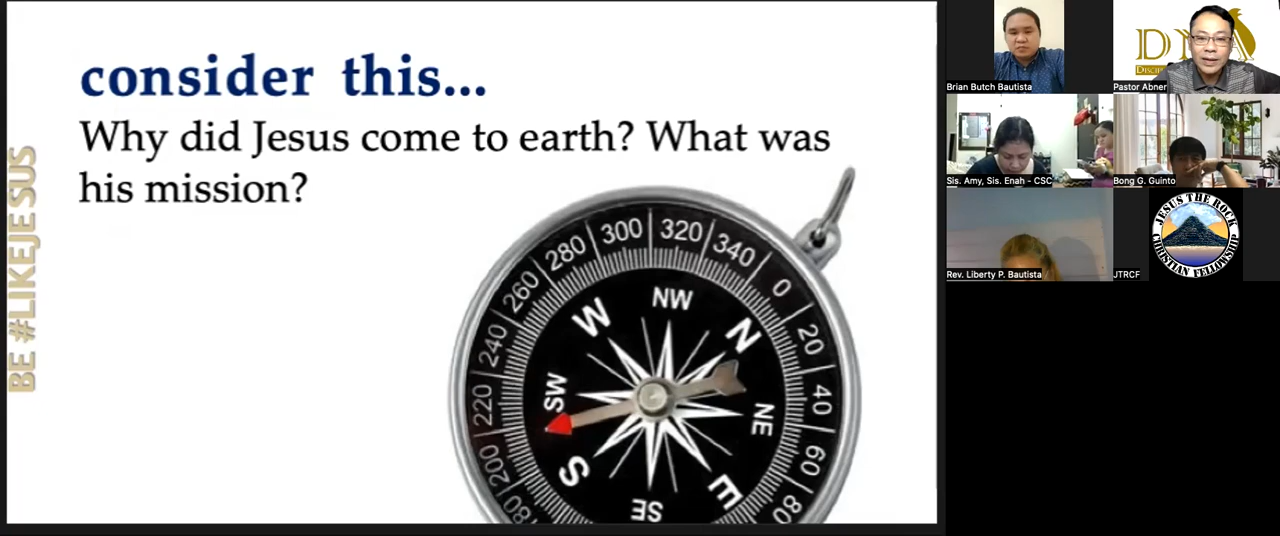 consider this...
Why did Jesus come to earth? What was
his mission?
BE #LIKEJESUS
200
220
240
260
280
300
320
340
0
20
40
60
80
W
NW
N
NE
E
SE
S
SW
Brian Butch Bautista
DNA
Pastor Abner
Sis. Amy, Sis. Enah - CSC
Bong G. Guinto
Rev. Liberty P. Bautista
JESUS THE ROCK
CHRISTIAN FELLOWSHIP
JTRCF